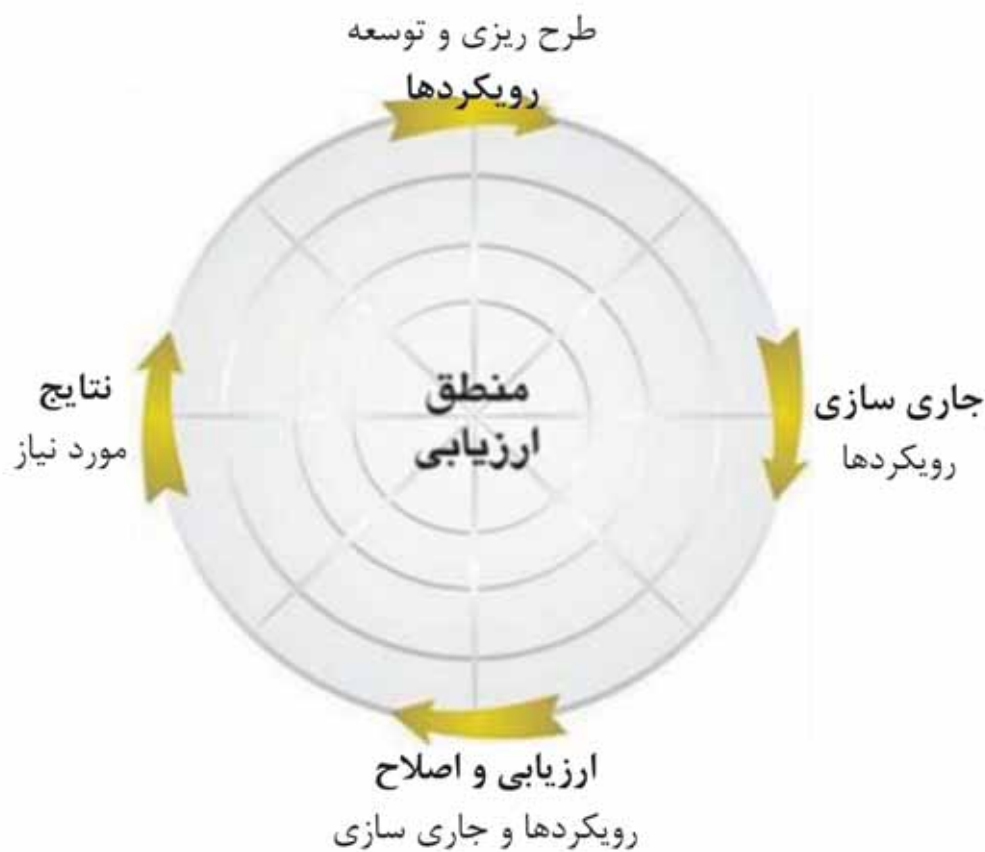 طرح ریزی و توسعه
رویکردها
جاری سازی
رویکردها
ارزیابی و اصلاح
رویکردها و جاری سازی
نتایج
مورد نیاز
منطق
ارزیابی